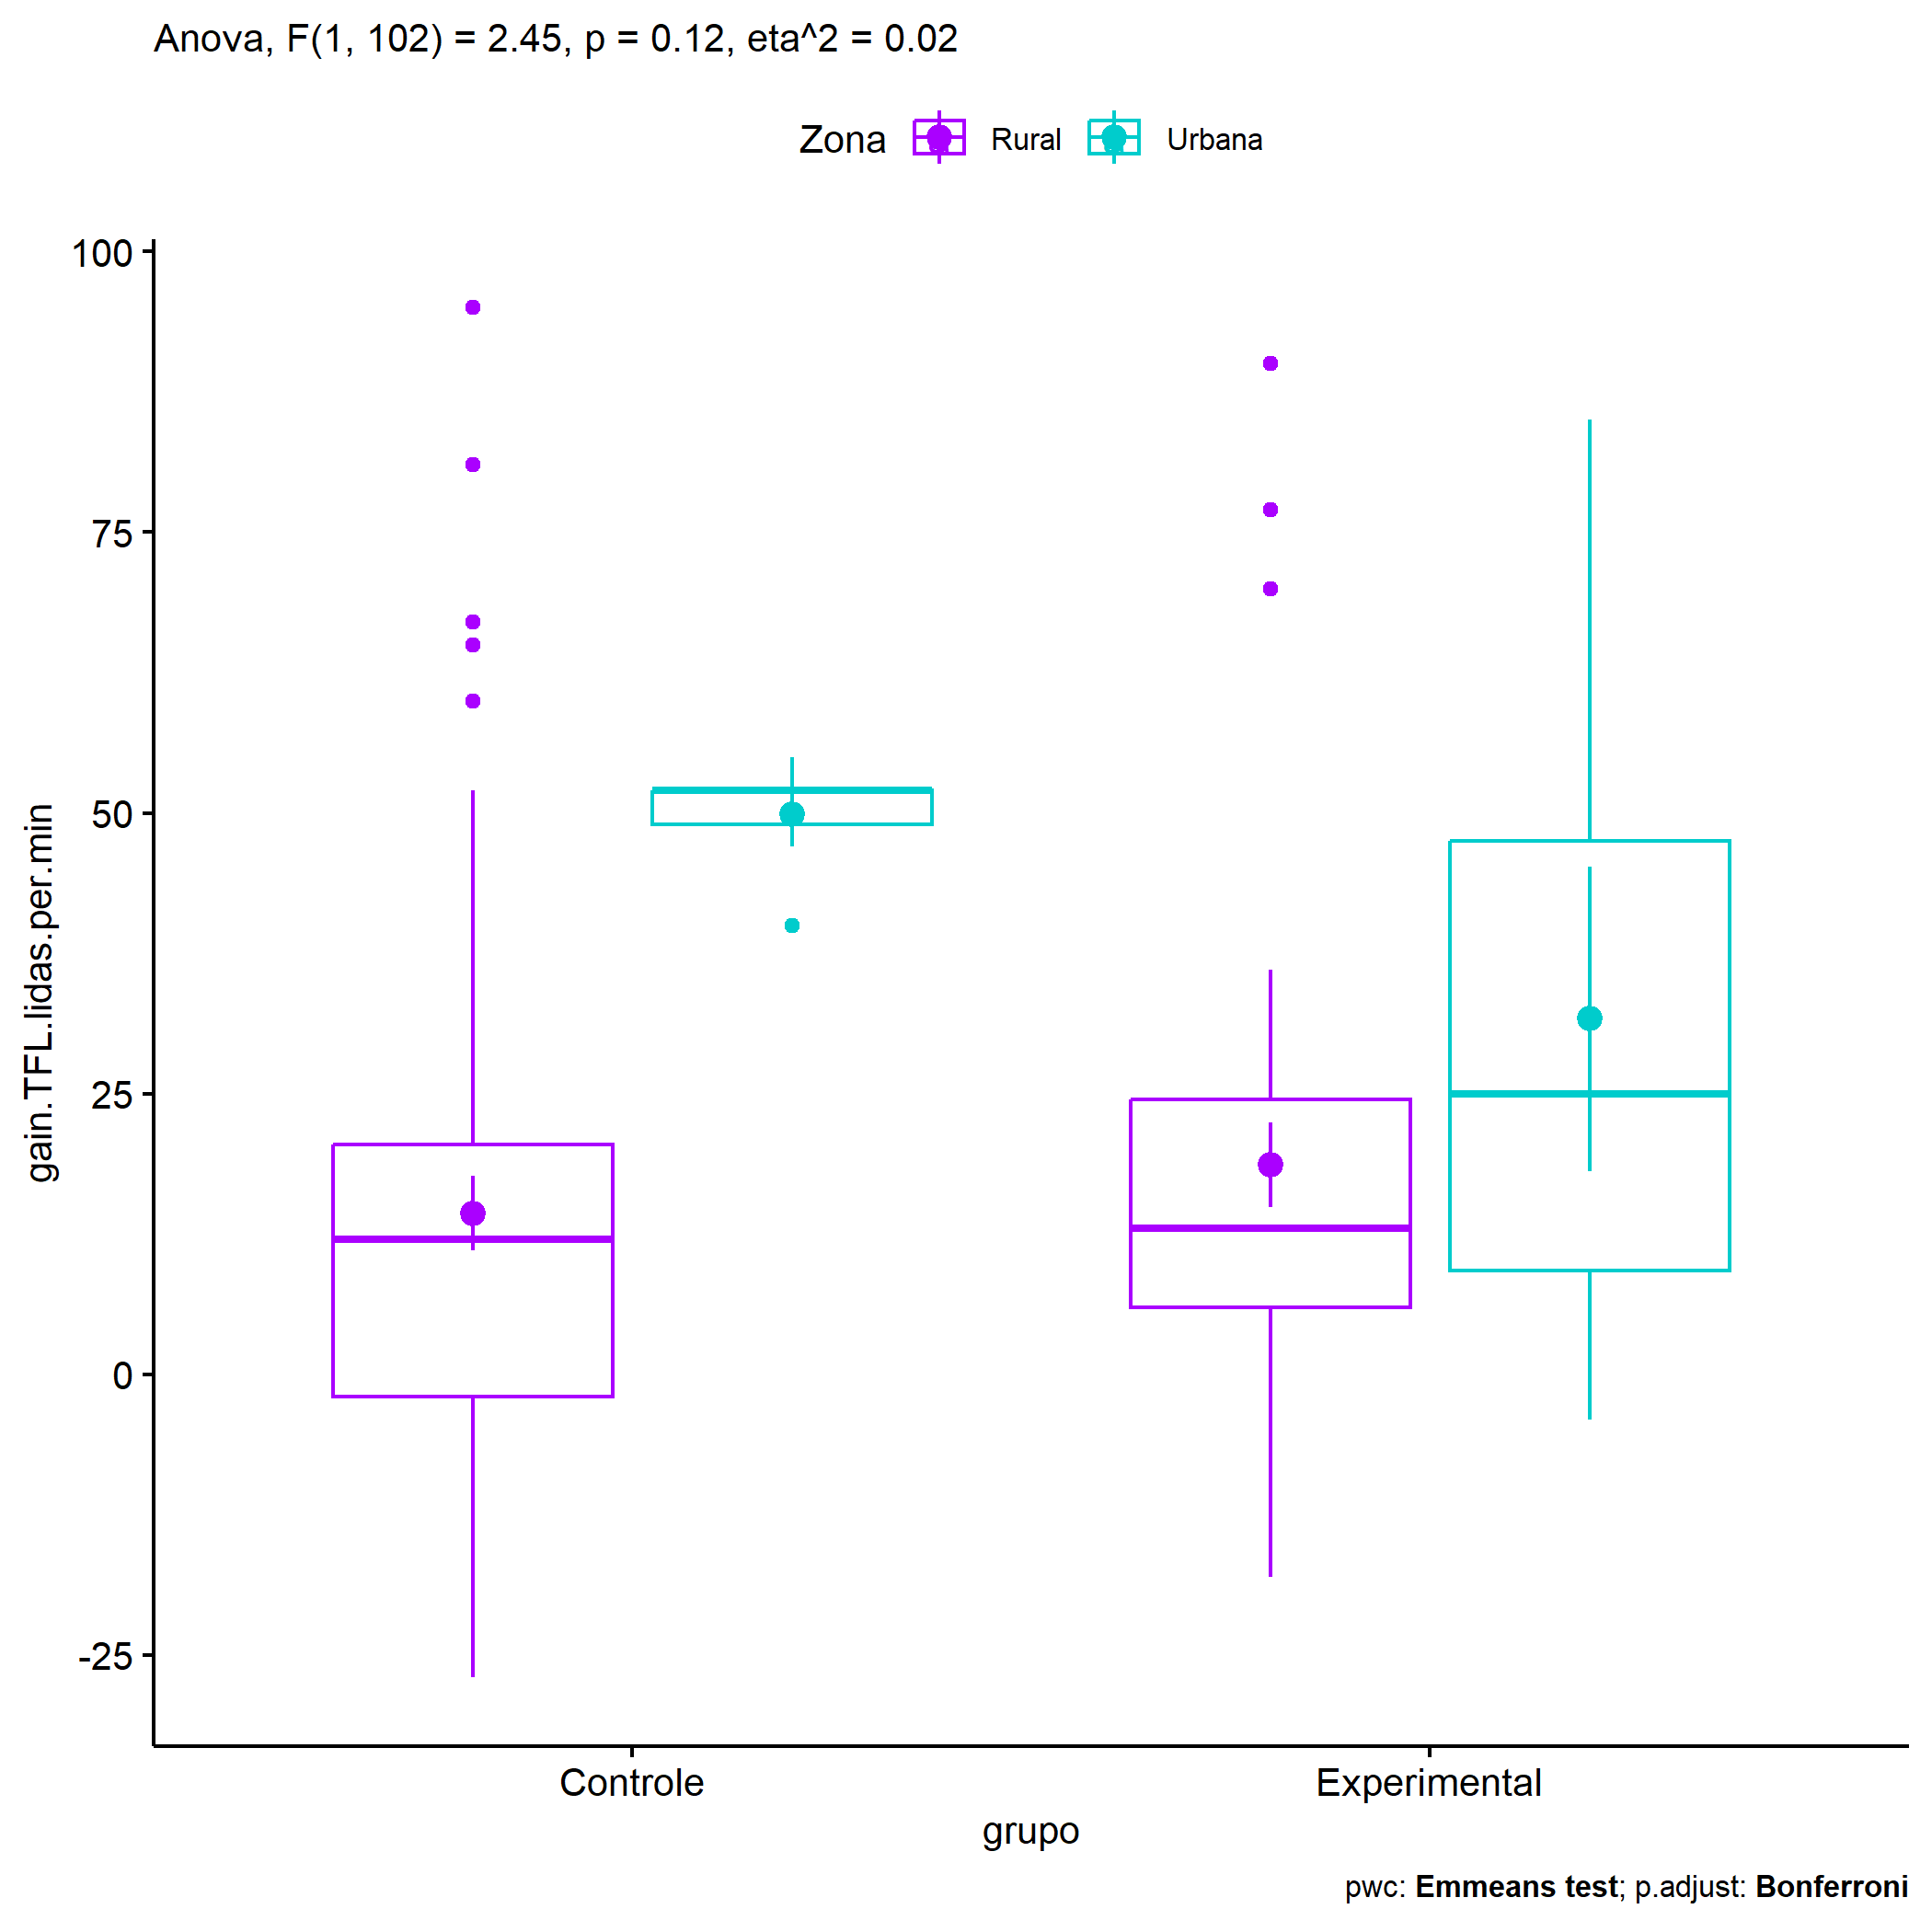 Anova, F(1, 102) = 2.45, p = 0.12, eta^2 = 0.02
Zona Rural Urbana
100
75
50
25
0
-25
gain.TFL.lidas.per.min
Controle Experimental
grupo
pwc: Emmeans test; p.adjust: Bonferroni